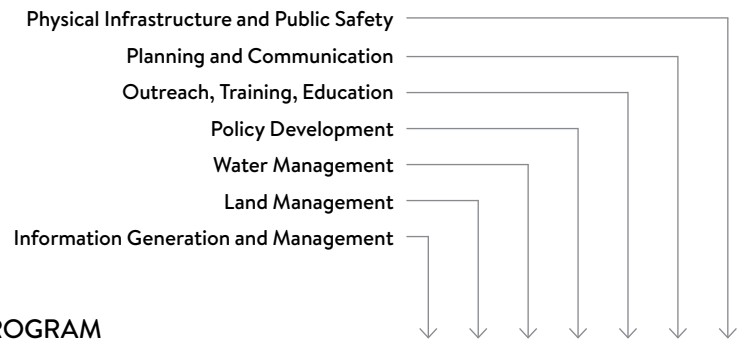 Physical Infrastructure and Public Safety
Planning and Communication
Outreach, Training, Education
Policy Development
Water Management
Land Management
Information Generation and Management